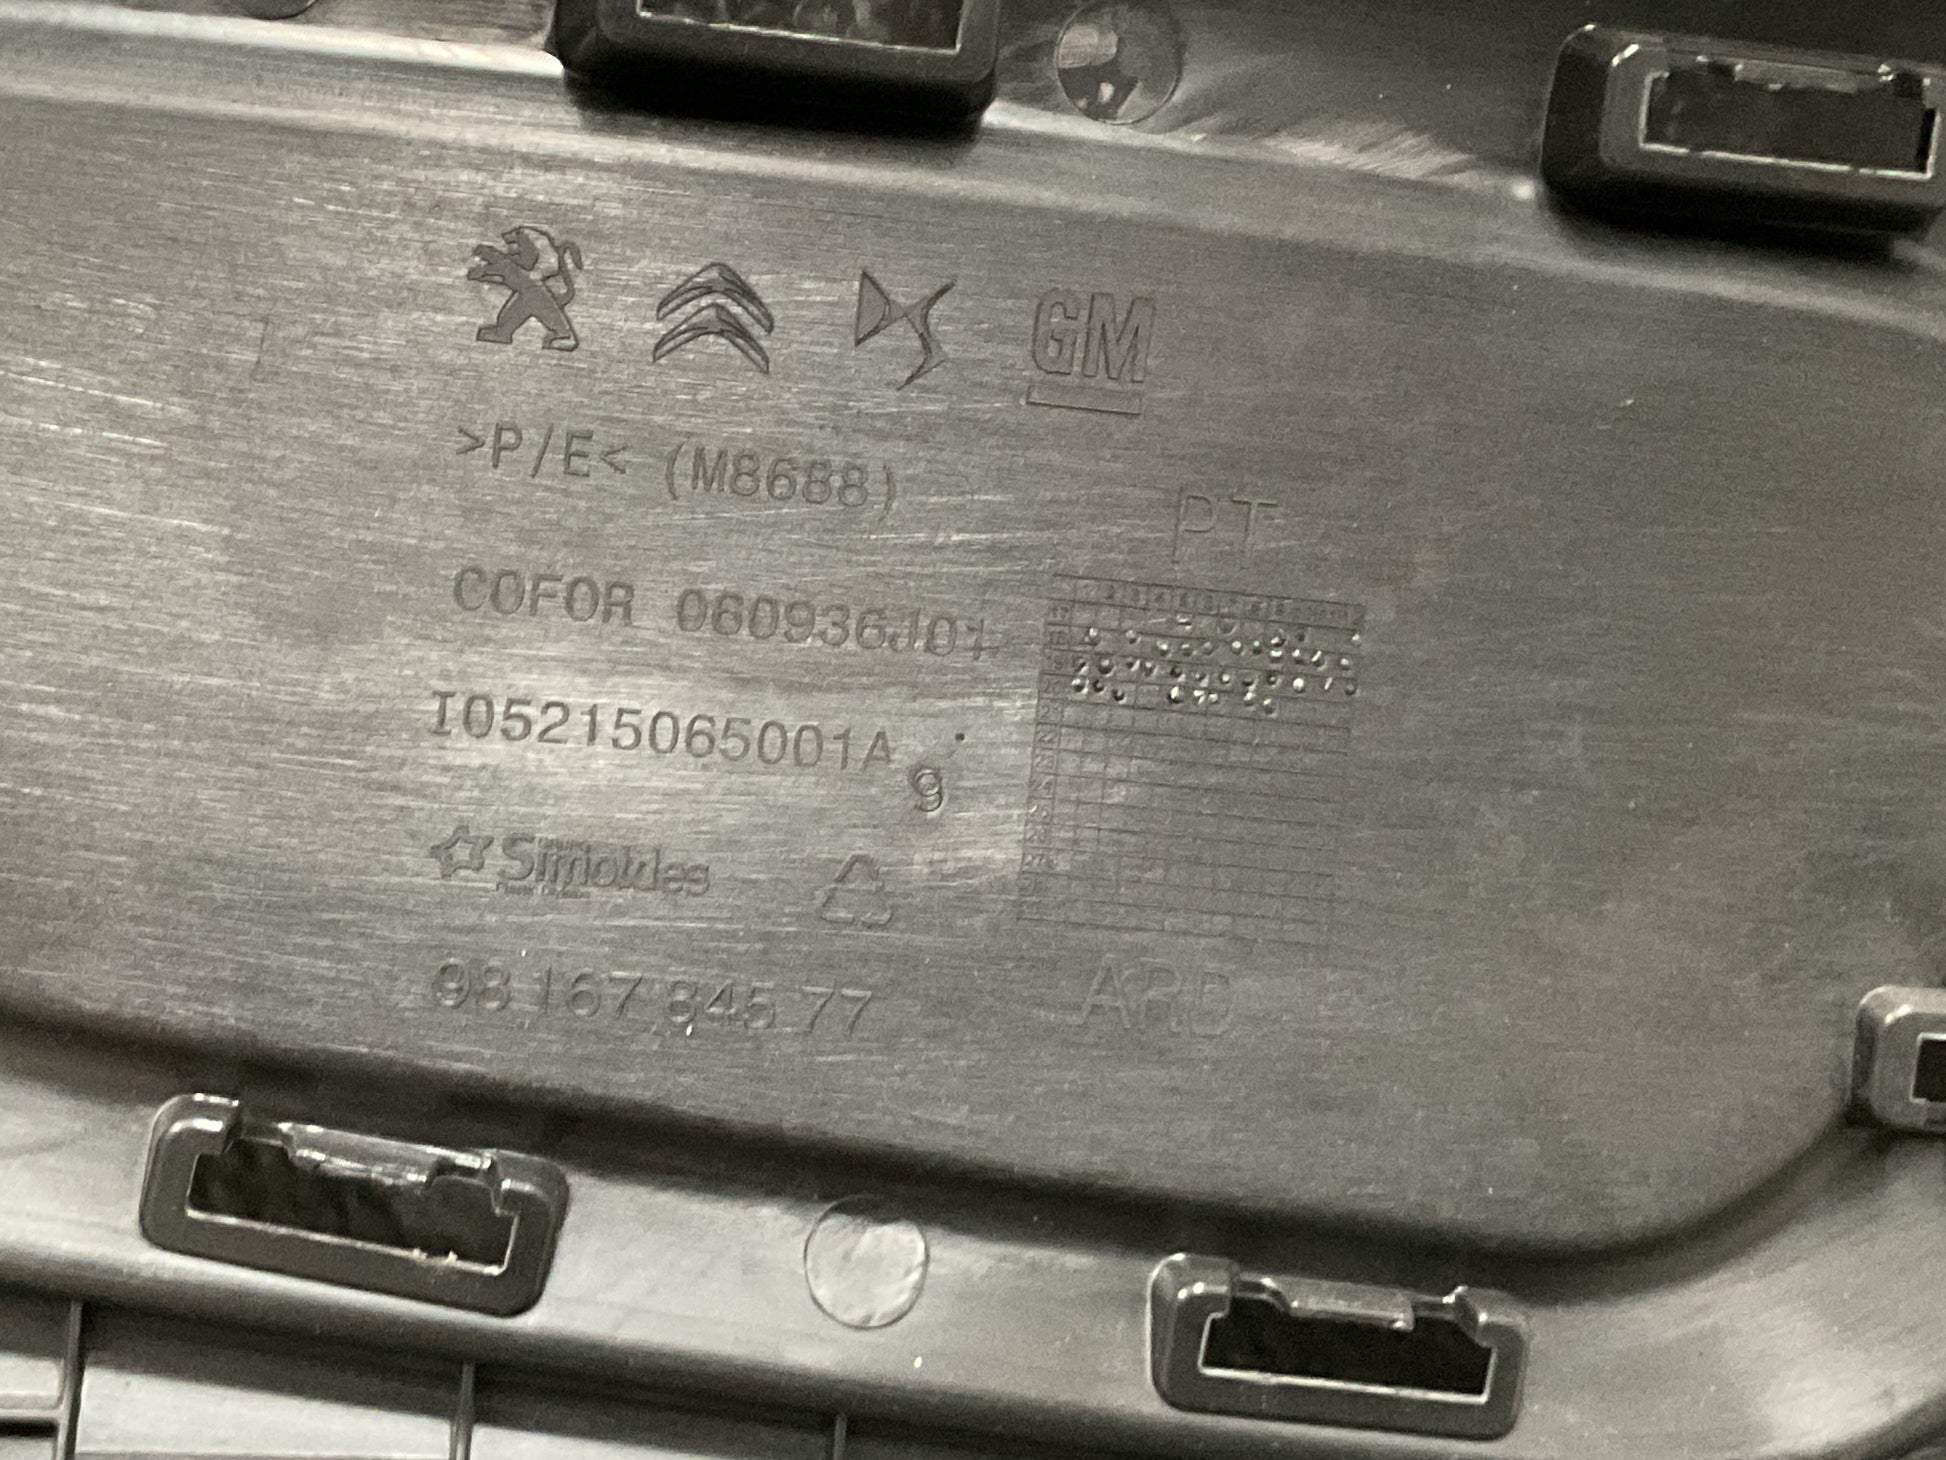 GM
>P/E< (M8688)
PT
COFOR 060936J01
I05215065001A
9
Simoldes
98 167 845 77
ARD